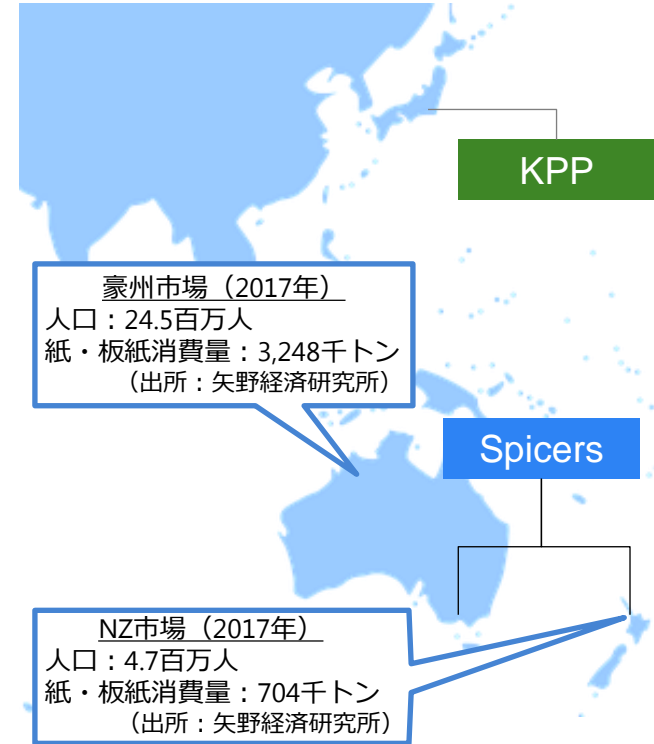 KPP
豪州市場（2017年）
人口：24.5百万人
紙・板紙消費量：3,248千トン
（出所：矢野経済研究所）
Spicers
NZ市場（2017年）
人口：4.7百万人
紙・板紙消費量：704千トン
（出所：矢野経済研究所）